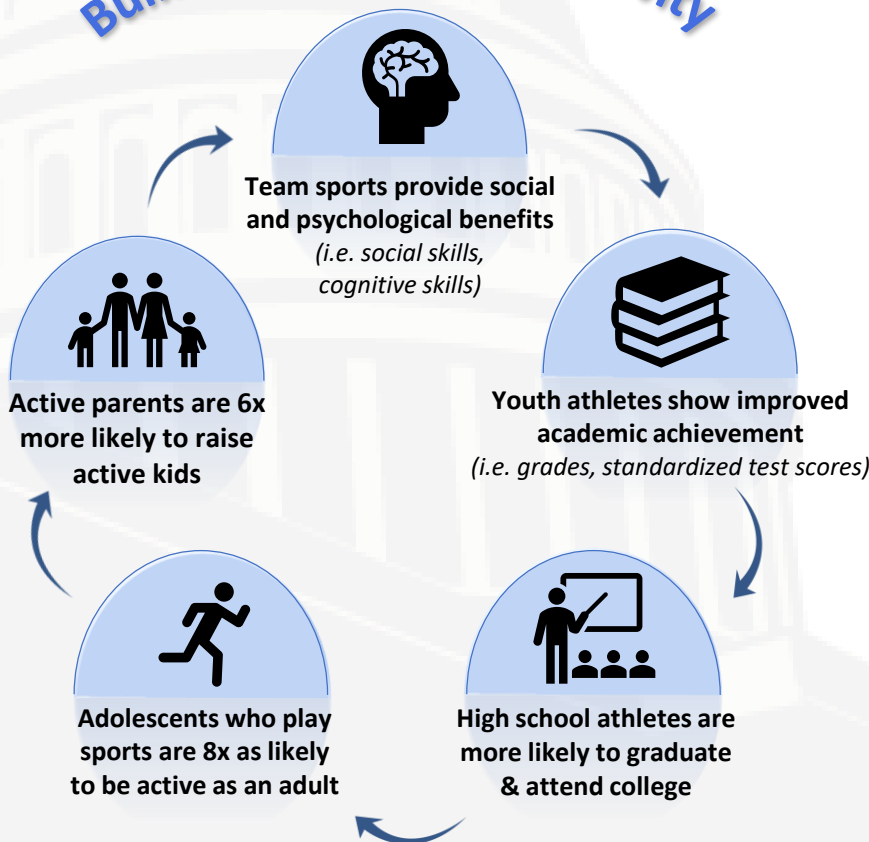 Team sports provide social
and psychological benefits
(i.e. social skills,
cognitive skills)
Youth athletes show improved
academic achievement
(i.e. grades, standardized test scores)
High school athletes are
more likely to graduate
& attend college
Adolescents who play
sports are 8x as likely
to be active as an adult
Active parents are 6x
more likely to raise
active kids